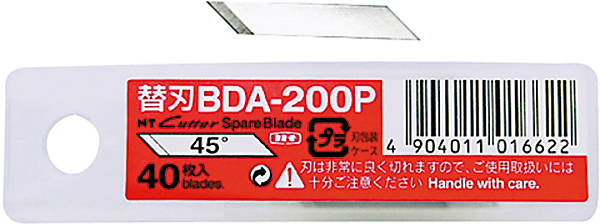 替刃BDA-200P
NT Cutter Spare Blade
45°
プラ
刃包装
ケース
40枚入
blades.
刃は非常に良く切れますので、ご使用取扱いには
十分ご注意ください Handle with care.
4 904011 016622